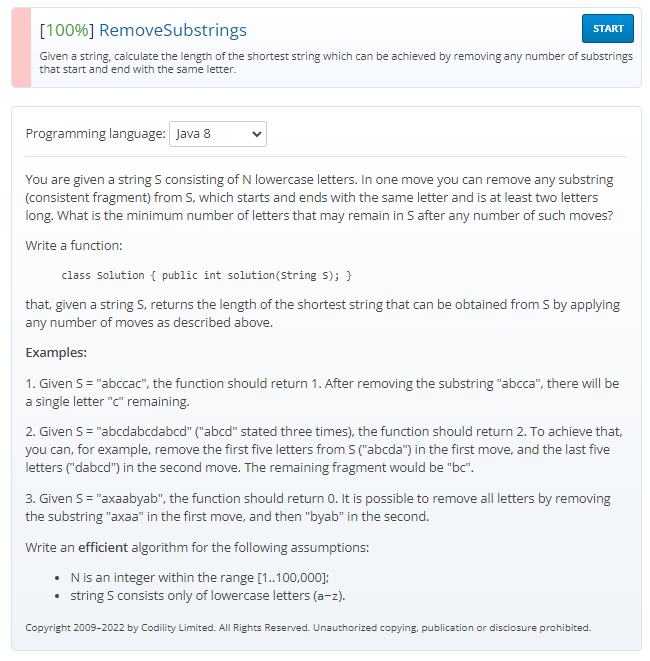 [100%] RemoveSubstrings
START
Given a string, calculate the length of the shortest string which can be achieved by removing any number of substrings
that start and end with the same letter.
Programming language: Java 8
You are given a string S consisting of N lowercase letters. In one move you can remove any substring
(consistent fragment) from S, which starts and ends with the same letter and is at least two letters
long. What is the minimum number of letters that may remain in S after any number of such moves?
Write a function:
class Solution { public int solution(String S); }
that, given a string S, returns the length of the shortest string that can be obtained from S by applying
any number of moves as described above.
Examples:
1. Given S = "abccac", the function should return 1. After removing the substring "abcca", there will be
a single letter "c" remaining.
2. Given S = "abcdabcdabcd" ("abcd" stated three times), the function should return 2. To achieve that,
you can, for example, remove the first five letters from S ("abcda") in the first move, and the last five
letters ("dabcd") in the second move. The remaining fragment would be "bc".
3. Given S = "axaabyab", the function should return 0. It is possible to remove all letters by removing
the substring "axaa" in the first move, and then "byab" in the second.
Write an efficient algorithm for the following assumptions:
• N is an integer within the range [1..100,000];
• string S consists only of lowercase letters (a–z).
Copyright 2009–2022 by Codility Limited. All Rights Reserved. Unauthorized copying, publication or disclosure prohibited.